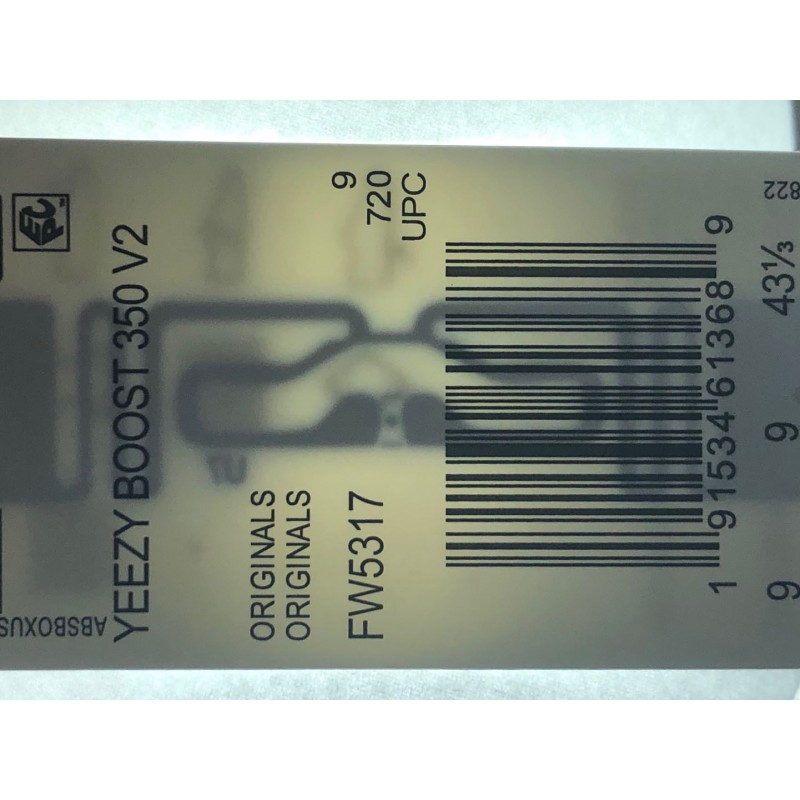 EPC
YEEZY BOOST 350 V2
ABSBOXUS
ORIGINALS
ORIGINALS
FW5317
9
720
UPC
1 91534 61368 9
9 9 43⅓
822